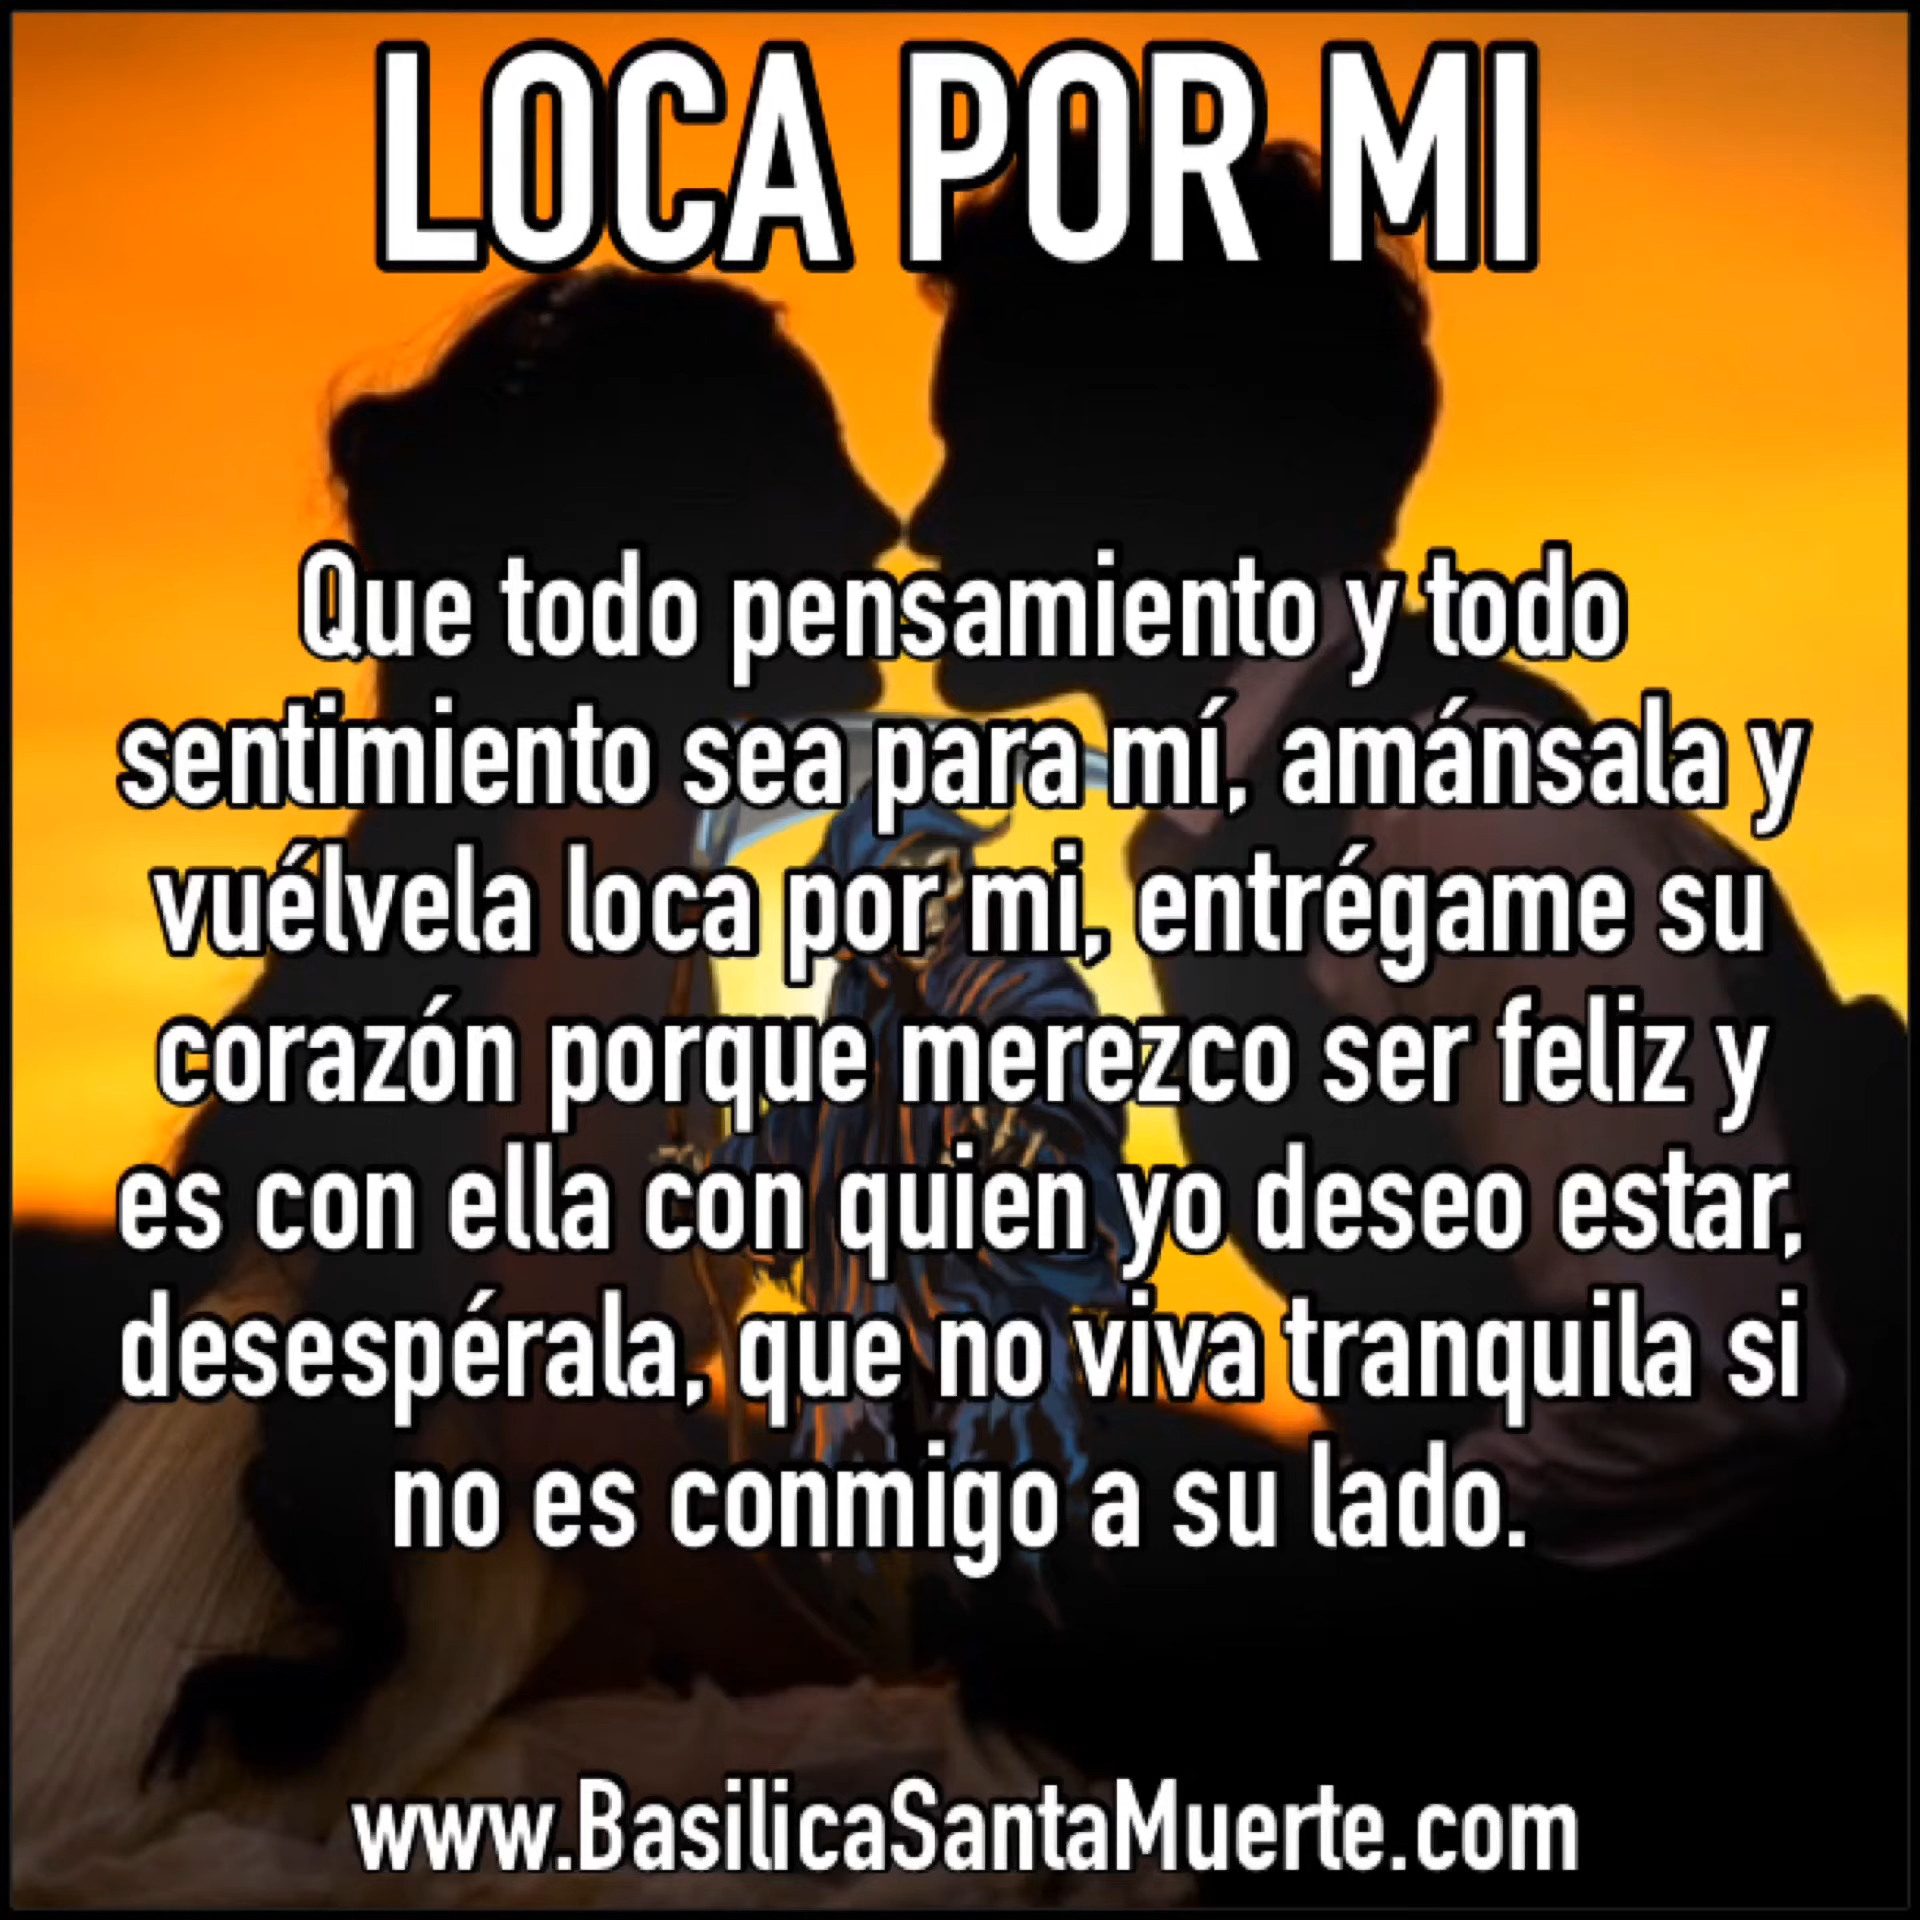 LOCA POR MI
Que todo pensamiento y todo
sentimiento sea para mí, amánsala y
vuélvela loca por mi, entrégame su
corazón porque merezco ser feliz y
es con ella con quien yo deseo estar,
desespérala, que no viva tranquila si
no es conmigo a su lado.
www.BasilicaSantaMuerte.com